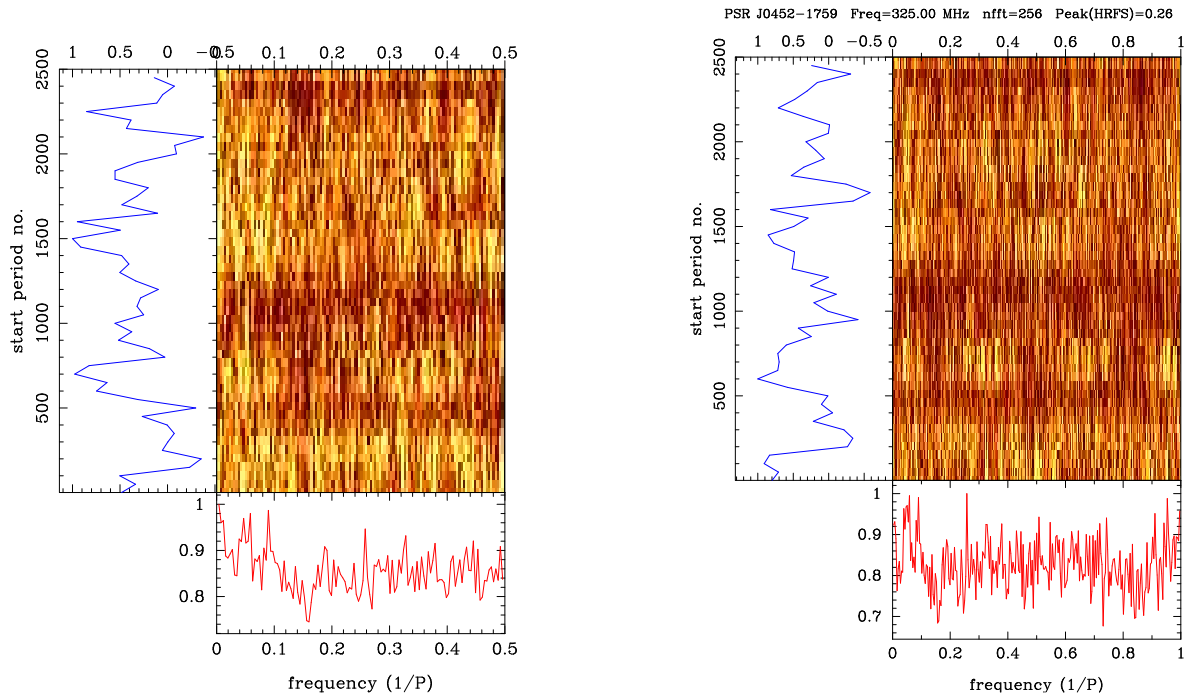 PSR J0452−1759 Freq=325.00 MHz nfft=256 Peak(HRFS)=0.26
1 0.5 0 −0.5
0 0.1 0.2 0.3 0.4 0.5
start period no.
500 1000 1500 2000 2500
1
0.9
0.8
0 0.1 0.2 0.3 0.4 0.5
frequency (1/P)
1 0.5 0 −0.5
0 0.2 0.4 0.6 0.8 1
start period no.
500 1000 1500 2000 2500
1
0.9
0.8
0.7
0 0.2 0.4 0.6 0.8 1
frequency (1/P)